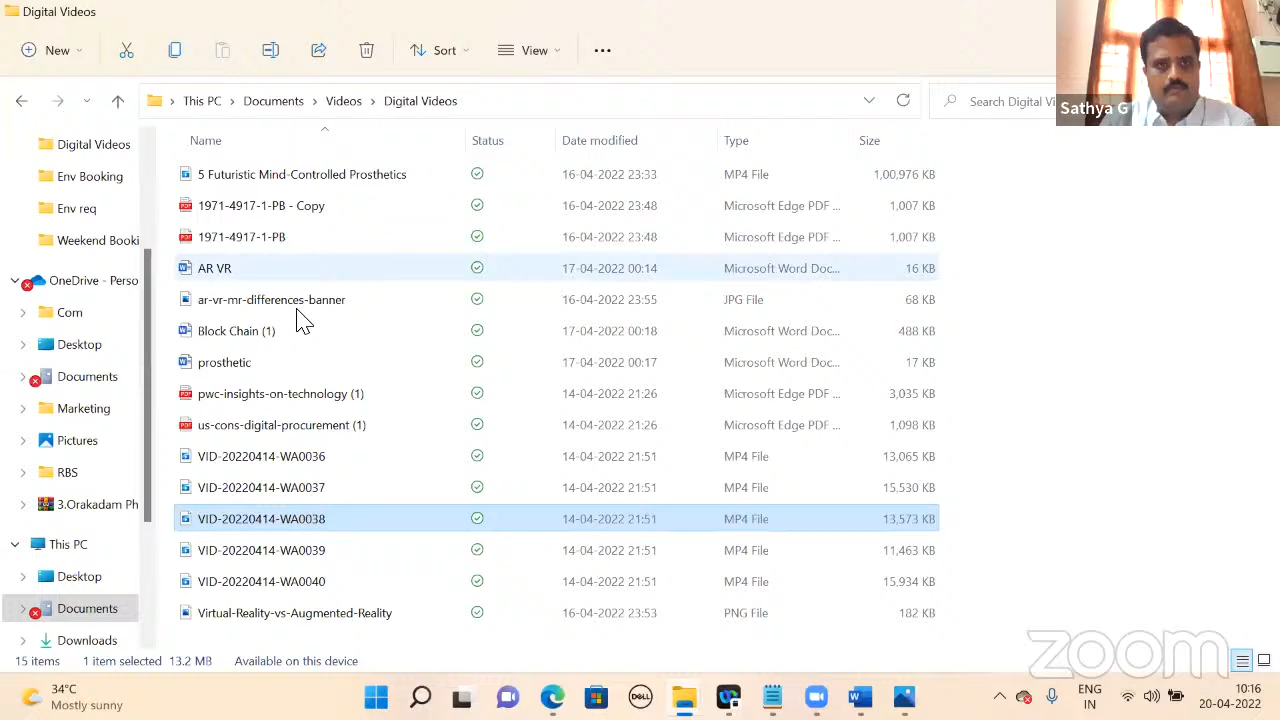 Digital Videos
New
Sort
View
This PC > Documents > Videos > Digital Videos
Search Digital Vi
Sathya G
Name Status Date modified Type Size
Digital Videos
Env Booking
Env req
Weekend Booki
OneDrive - Perso
Com
Desktop
Documents
Marketing
Pictures
RBS
3.Orakadam Ph
This PC
Desktop
Documents
Downloads
5 Futuristic Mind-Controlled Prosthetics 16-04-2022 23:33 MP4 File 1,00,976 KB
1971-4917-1-PB - Copy 16-04-2022 23:48 Microsoft Edge PDF ... 1,007 KB
1971-4917-1-PB 16-04-2022 23:48 Microsoft Edge PDF ... 1,007 KB
AR VR 17-04-2022 00:14 Microsoft Word Doc... 16 KB
ar-vr-mr-differences-banner 16-04-2022 23:55 JPG File 68 KB
Block Chain (1) 17-04-2022 00:18 Microsoft Word Doc... 488 KB
prosthetic 17-04-2022 00:17 Microsoft Word Doc... 17 KB
pwc-insights-on-technology (1) 14-04-2022 21:26 Microsoft Edge PDF ... 3,035 KB
us-cons-digital-procurement (1) 14-04-2022 21:26 Microsoft Edge PDF ... 1,098 KB
VID-20220414-WA0036 14-04-2022 21:51 MP4 File 13,065 KB
VID-20220414-WA0037 14-04-2022 21:51 MP4 File 15,530 KB
VID-20220414-WA0038 14-04-2022 21:51 MP4 File 13,573 KB
VID-20220414-WA0039 14-04-2022 21:51 MP4 File 11,463 KB
VID-20220414-WA0040 14-04-2022 21:51 MP4 File 15,934 KB
Virtual-Reality-vs-Augmented-Reality 16-04-2022 23:53 PNG File 182 KB
zoom
15 items 1 item selected 13.2 MB Available on this device
34°C
Mostly sunny
DELL
ENG
IN
10:16
20-04-2022